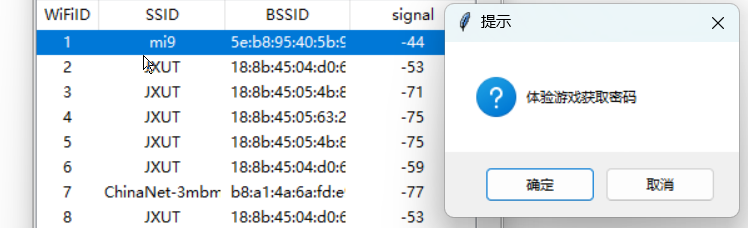 WiFiID SSID BSSID signal
1 mi9 5e:b8:95:40:5b:9 -44
2 JXUT 18:8b:45:04:d0:6 -53
3 JXUT 18:8b:45:05:4b:8 -71
4 JXUT 18:8b:45:05:63:2 -75
5 JXUT 18:8b:45:05:4b:8 -75
6 JXUT 18:8b:45:04:d0:6 -59
7 ChinaNet-3mbm b8:a1:4a:6a:fd:e -77
8 JXUT 18:8b:45:04:d0:6 -53
提示
体验游戏获取密码
确定 取消